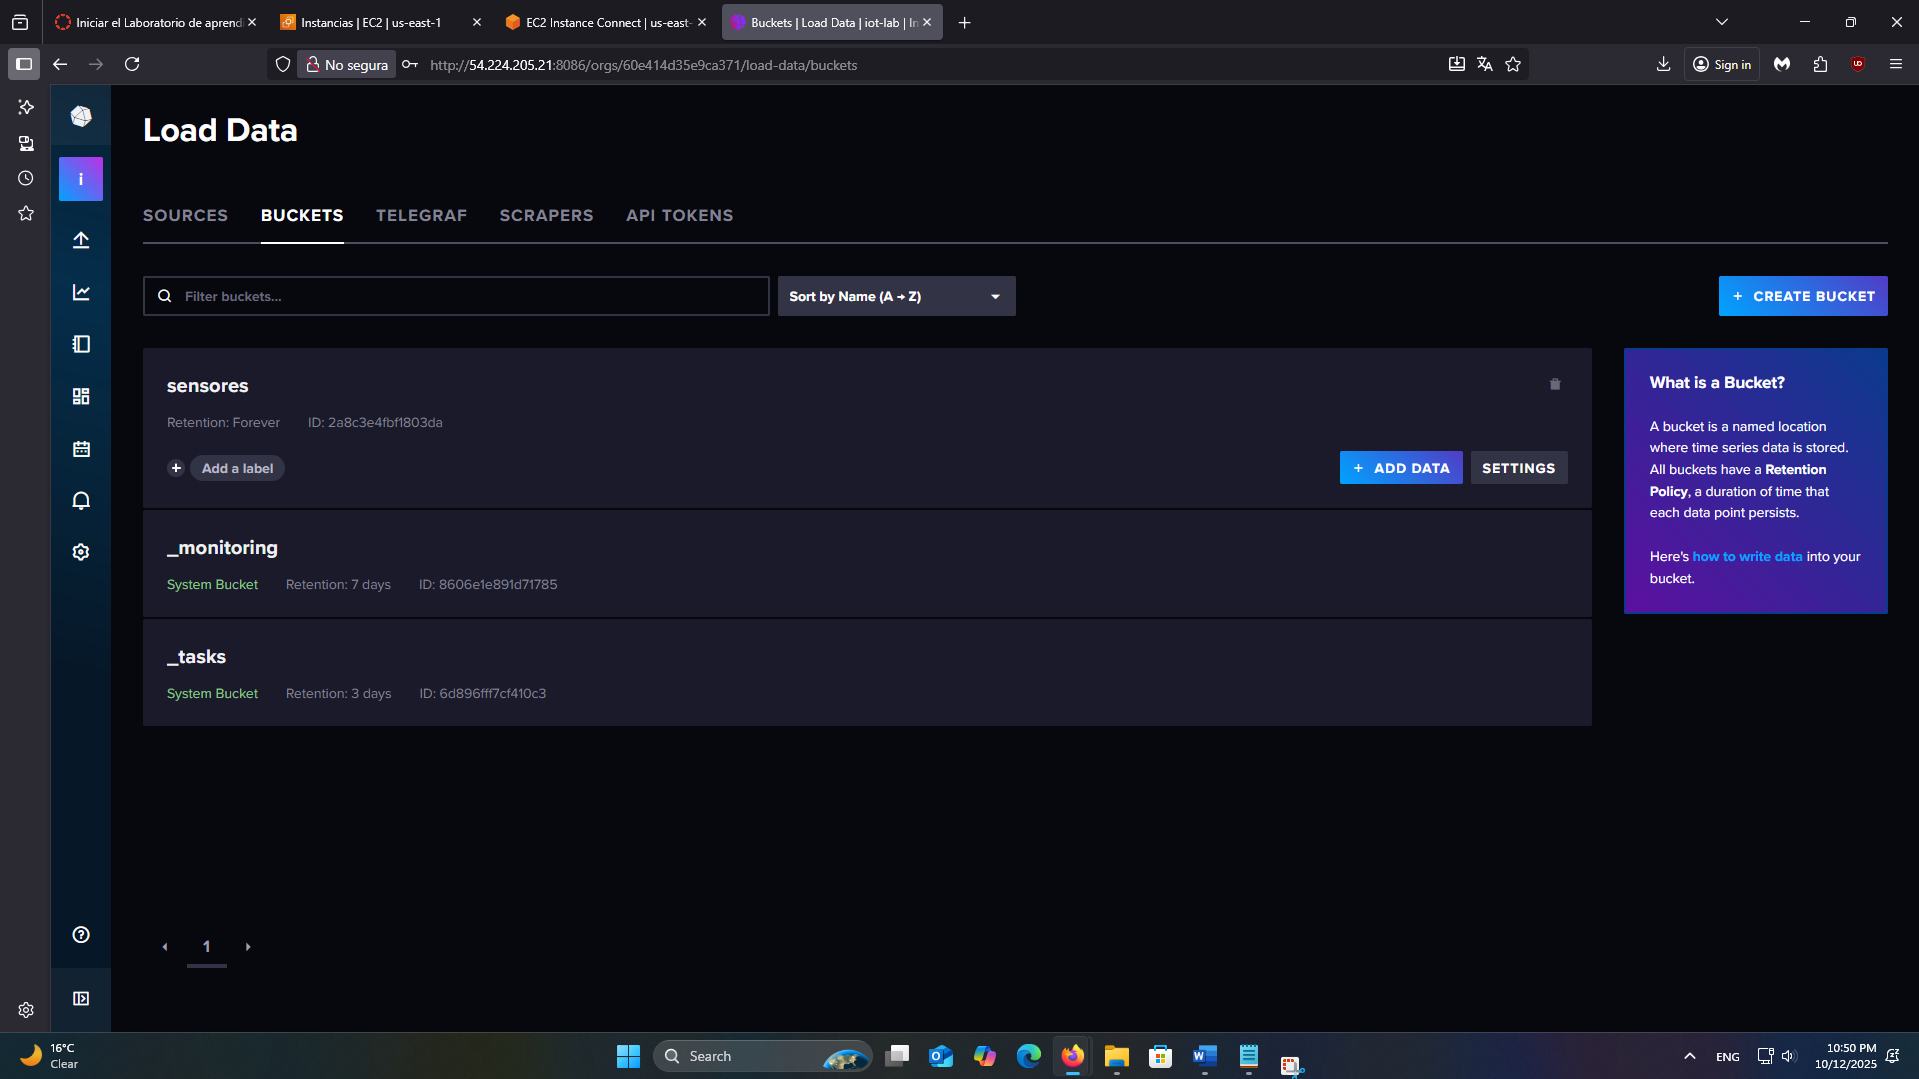 Iniciar el Laboratorio de aprendi
Instancias | EC2 | us-east-1
EC2 Instance Connect | us-east-
Buckets | Load Data | iot-lab | In
No segura
http://54.224.205.21:8086/orgs/60e414d35e9ca371/load-data/buckets
Sign in
i
Load Data
SOURCES
BUCKETS
TELEGRAF
SCRAPERS
API TOKENS
Filter buckets...
Sort by Name (A → Z)
+ CREATE BUCKET
sensores
Retention: Forever
ID: 2a8c3e4fbf1803da
+ Add a label
+ ADD DATA
SETTINGS
_monitoring
System Bucket
Retention: 7 days
ID: 8606e1e891d71785
_tasks
System Bucket
Retention: 3 days
ID: 6d896fff7cf410c3
What is a Bucket?
A bucket is a named location
where time series data is stored.
All buckets have a Retention
Policy, a duration of time that
each data point persists.
Here's how to write data into your
bucket.
1
16°C
Clear
Search
ENG
10:50 PM
10/12/2025